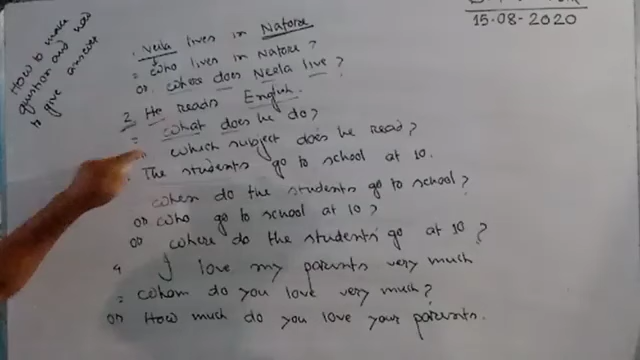 15-08-2020
How to make
question and how
to give answer
. Neela lives in Natore
= Who lives in Natore?
or. Where does Neela live?
2. He reads English.
= What does he do?
" Which subject does he read?
. The students go to school at 10.
When do the students go to school?
or Who go to school at 10?
or Where do the students go at 10?
4 I love my parents very much
= Whom do you love very much?
or How much do you love your parents.